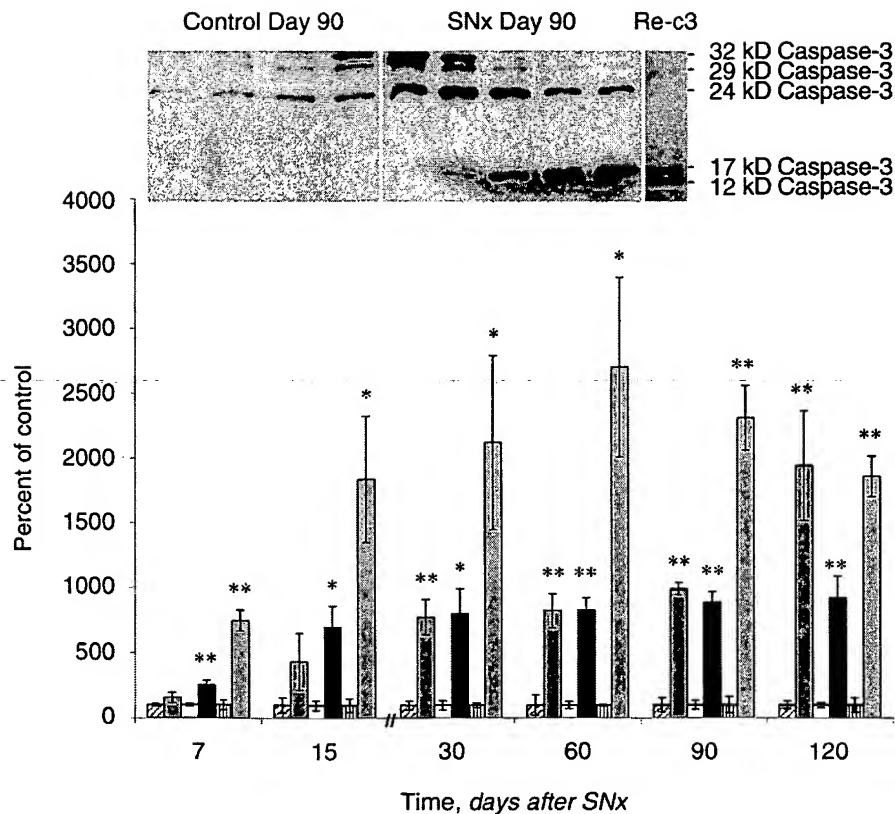 Control Day 90 SNx Day 90 Re-c3
32 kD Caspase-3
29 kD Caspase-3
24 kD Caspase-3
17 kD Caspase-3
12 kD Caspase-3
4000
3500
3000
2500
2000
1500
1000
500
0
Percent of control
** ** * * ** * * ** ** * ** ** ** ** ** **
7 15 // 30 60 90 120
Time, days after SNx